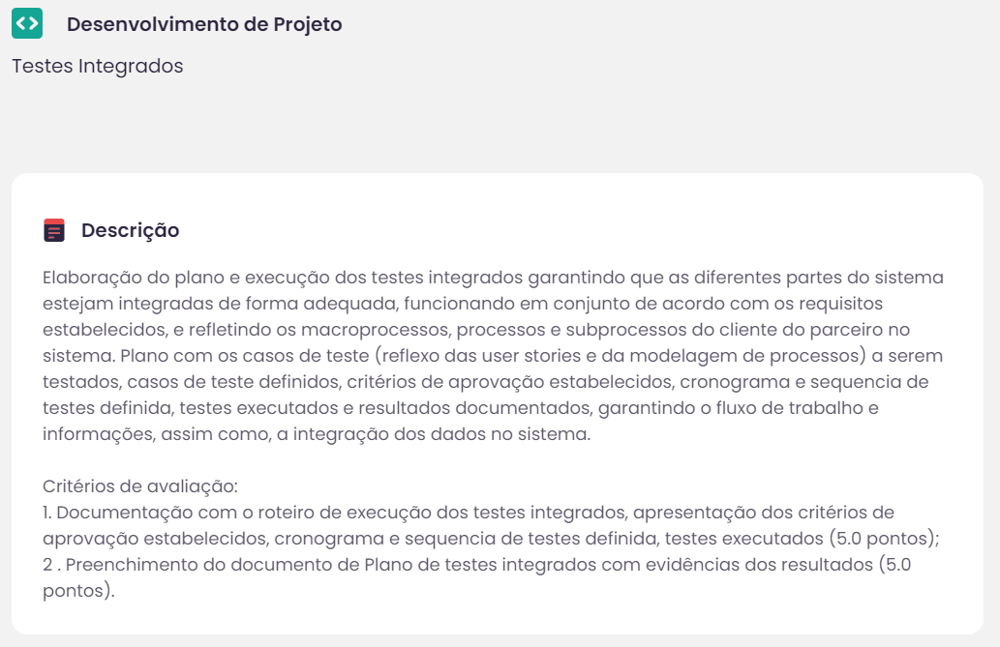 Desenvolvimento de Projeto
Testes Integrados
Descrição
Elaboração do plano e execução dos testes integrados garantindo que as diferentes partes do sistema
estejam integradas de forma adequada, funcionando em conjunto de acordo com os requisitos
estabelecidos, e refletindo os macroprocessos, processos e subprocessos do cliente do parceiro no
sistema. Plano com os casos de teste (reflexo das user stories e da modelagem de processos) a serem
testados, casos de teste definidos, critérios de aprovação estabelecidos, cronograma e sequencia de
testes definida, testes executados e resultados documentados, garantindo o fluxo de trabalho e
informações, assim como, a integração dos dados no sistema.
Critérios de avaliação:
1. Documentação com o roteiro de execução dos testes integrados, apresentação dos critérios de
aprovação estabelecidos, cronograma e sequencia de testes definida, testes executados (5.0 pontos);
2 . Preenchimento do documento de Plano de testes integrados com evidências dos resultados (5.0
pontos).